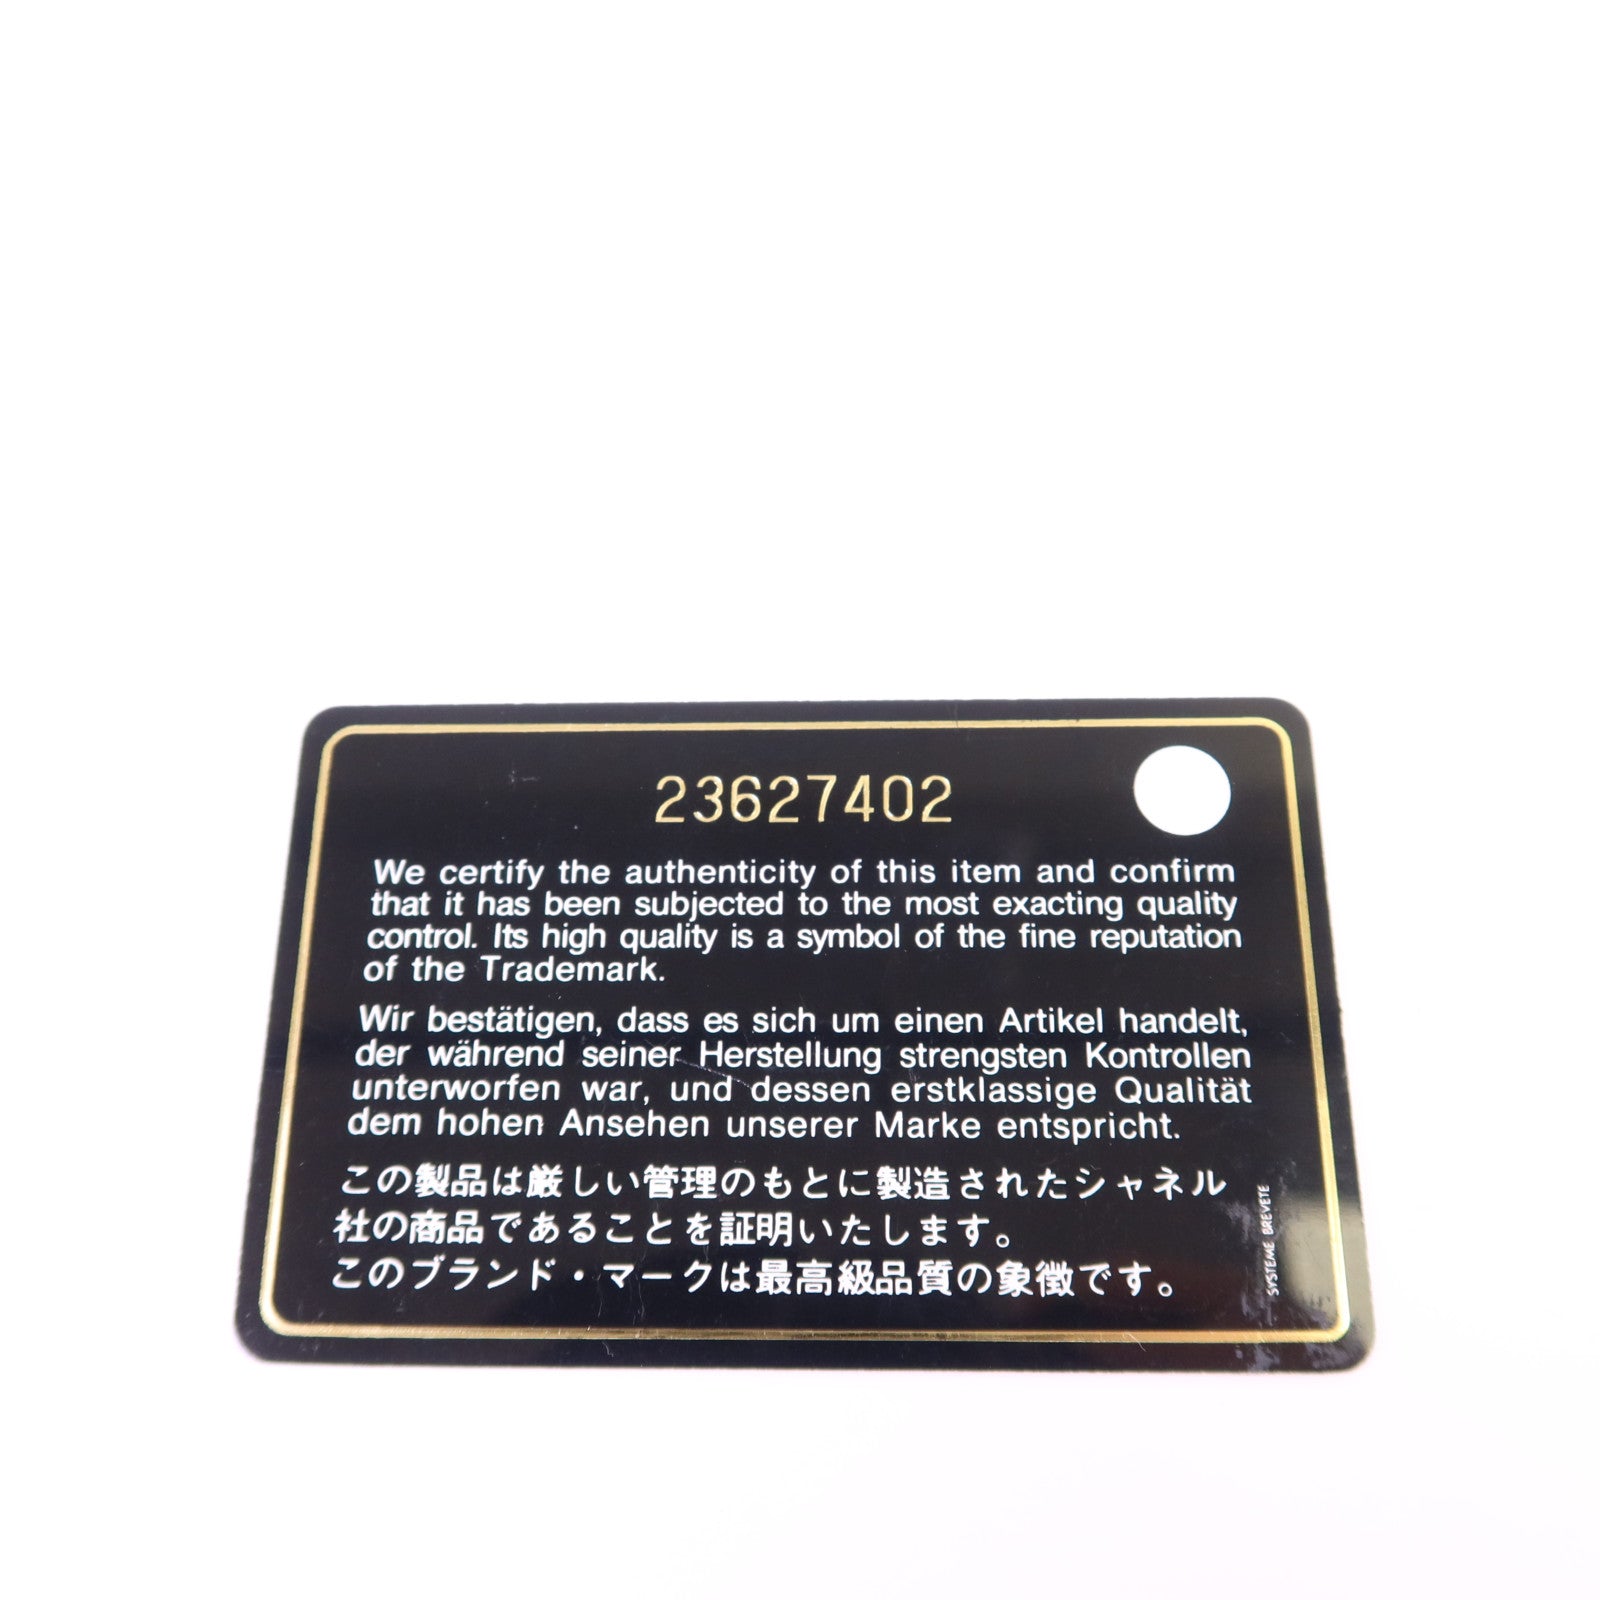 23627402
We certify the authenticity of this item and confirm
that it has been subjected to the most exacting quality
control. Its high quality is a symbol of the fine reputation
of the Trademark.
Wir bestätigen, dass es sich um einen Artikel handelt,
der während seiner Herstellung strengsten Kontrollen
unterworfen war, und dessen erstklassige Qualität
dem hohen Ansehen unserer Marke entspricht.
この製品は厳しい管理のもとに製造されたシャネル
社の商品であることを証明いたします。
このブランド・マークは最高級品質の象徴です。
SYSTEME BREVETE